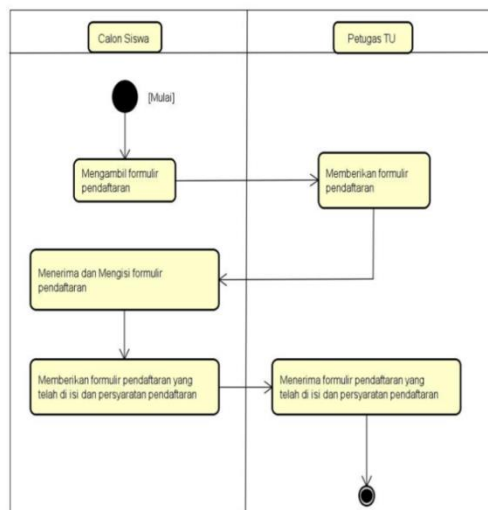 Calon Siswa
Petugas TU
[Mulai]
Mengambil formulir
pendaftaran
Memberikan formulir
pendaftaran
Menerima dan Mengisi formulir
pendaftaran
Memberikan formulir pendaftaran yang
telah di isi dan persyaratan pendaftaran
Menerima formulir pendaftaran yang
telah di isi dan persyaratan pendaftaran